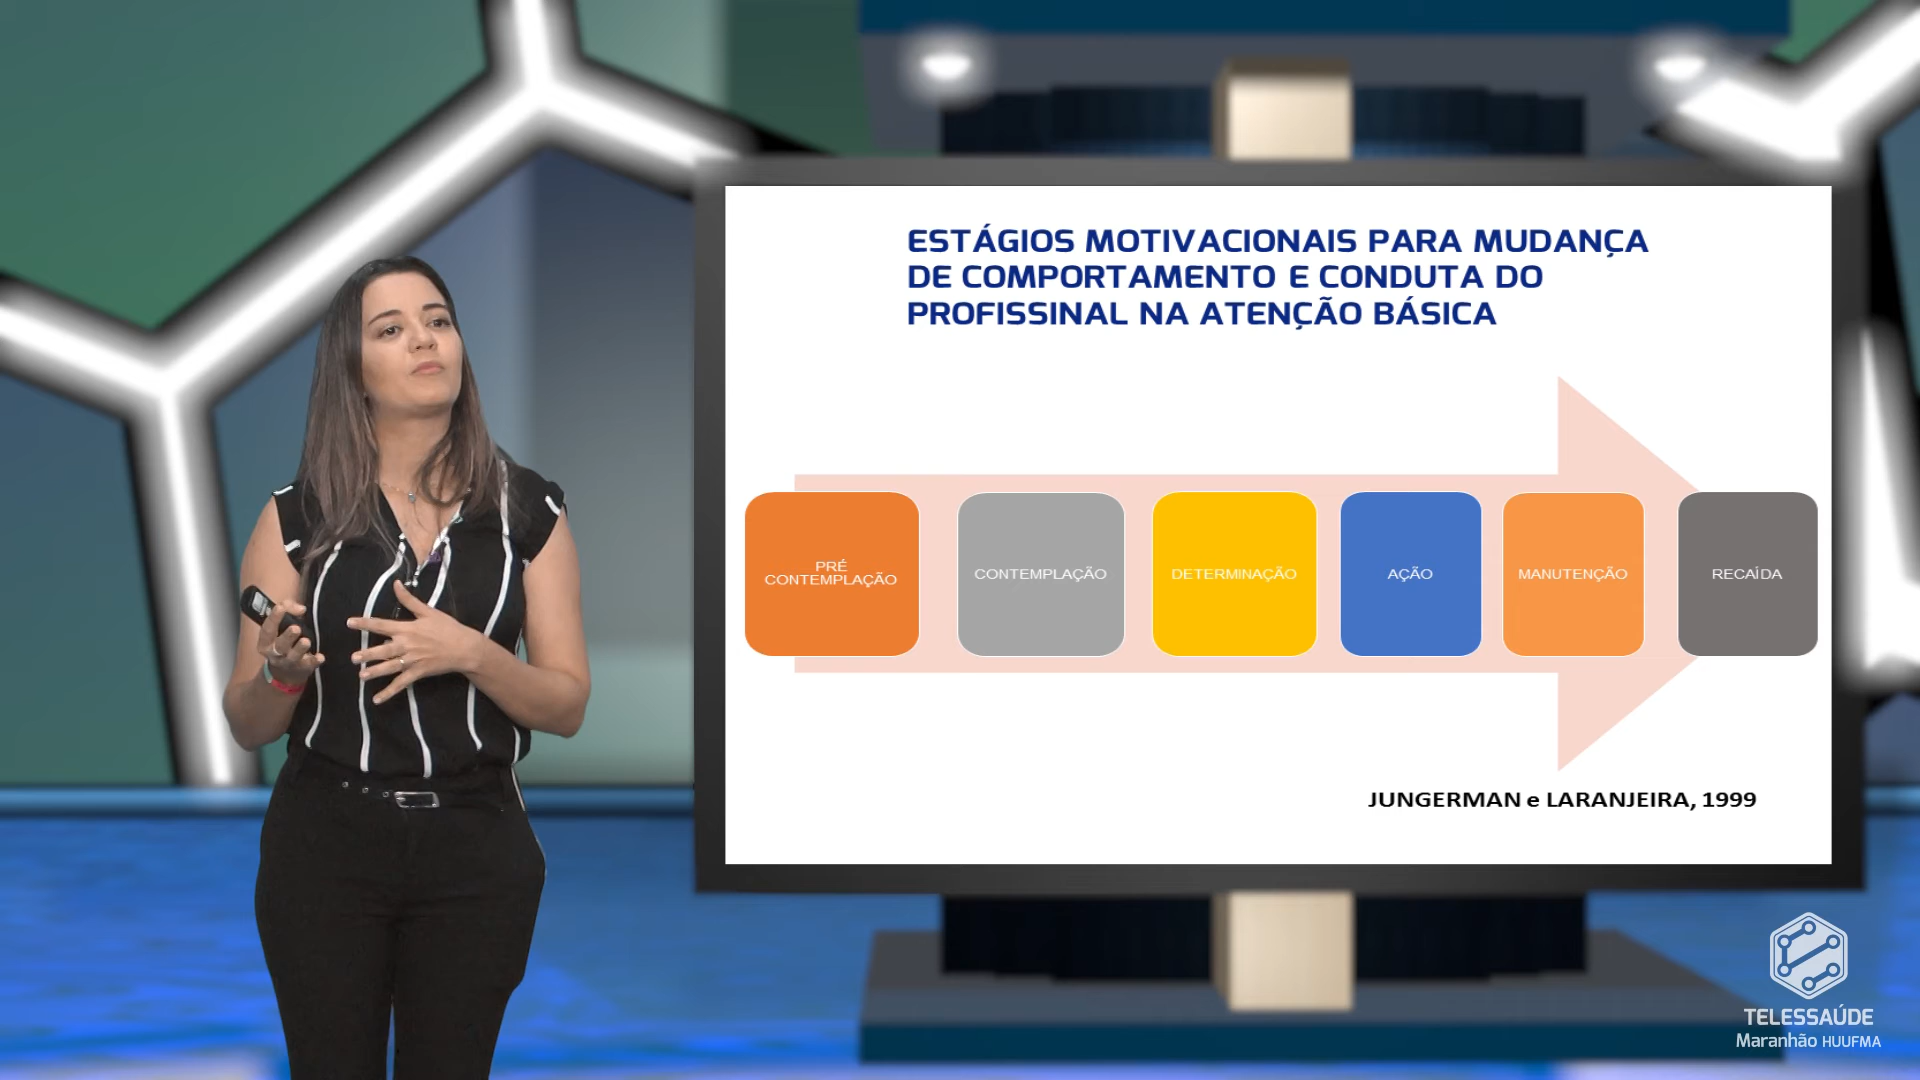 ESTÁGIOS MOTIVACIONAIS PARA MUDANÇA
DE COMPORTAMENTO E CONDUTA DO
PROFISSINAL NA ATENÇÃO BÁSICA
PRÉ
CONTEMPLAÇÃO
CONTEMPLAÇÃO
DETERMINAÇÃO
AÇÃO
MANUTENÇÃO
RECAÍDA
JUNGERMAN e LARANJEIRA, 1999
TELESSAÚDE
Maranhão HUUFMA